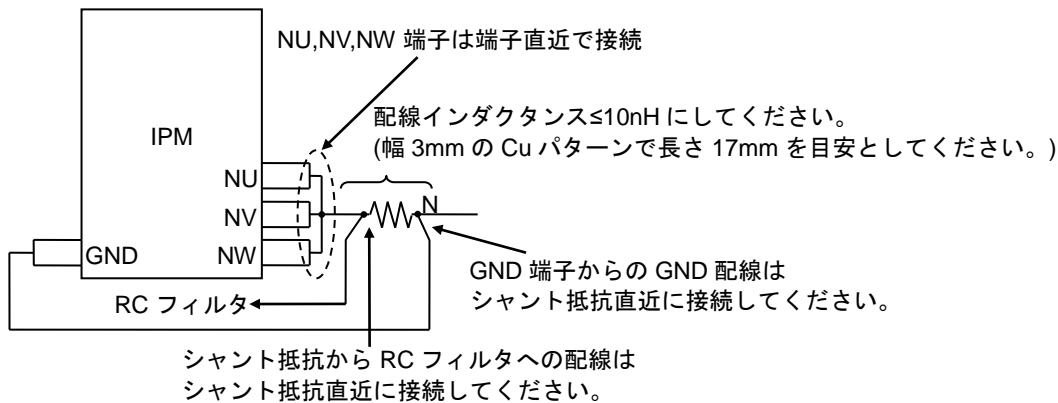 NU,NV,NW 端子は端子直近で接続
配線インダクタンス≤10nH にしてください。
(幅 3mm の Cu パターンで長さ 17mm を目安としてください。)
IPM
NU
NV
NW
GND
N
GND 端子からの GND 配線は
シャント抵抗直近に接続してください。
RC フィルタ
シャント抵抗から RC フィルタへの配線は
シャント抵抗直近に接続してください。